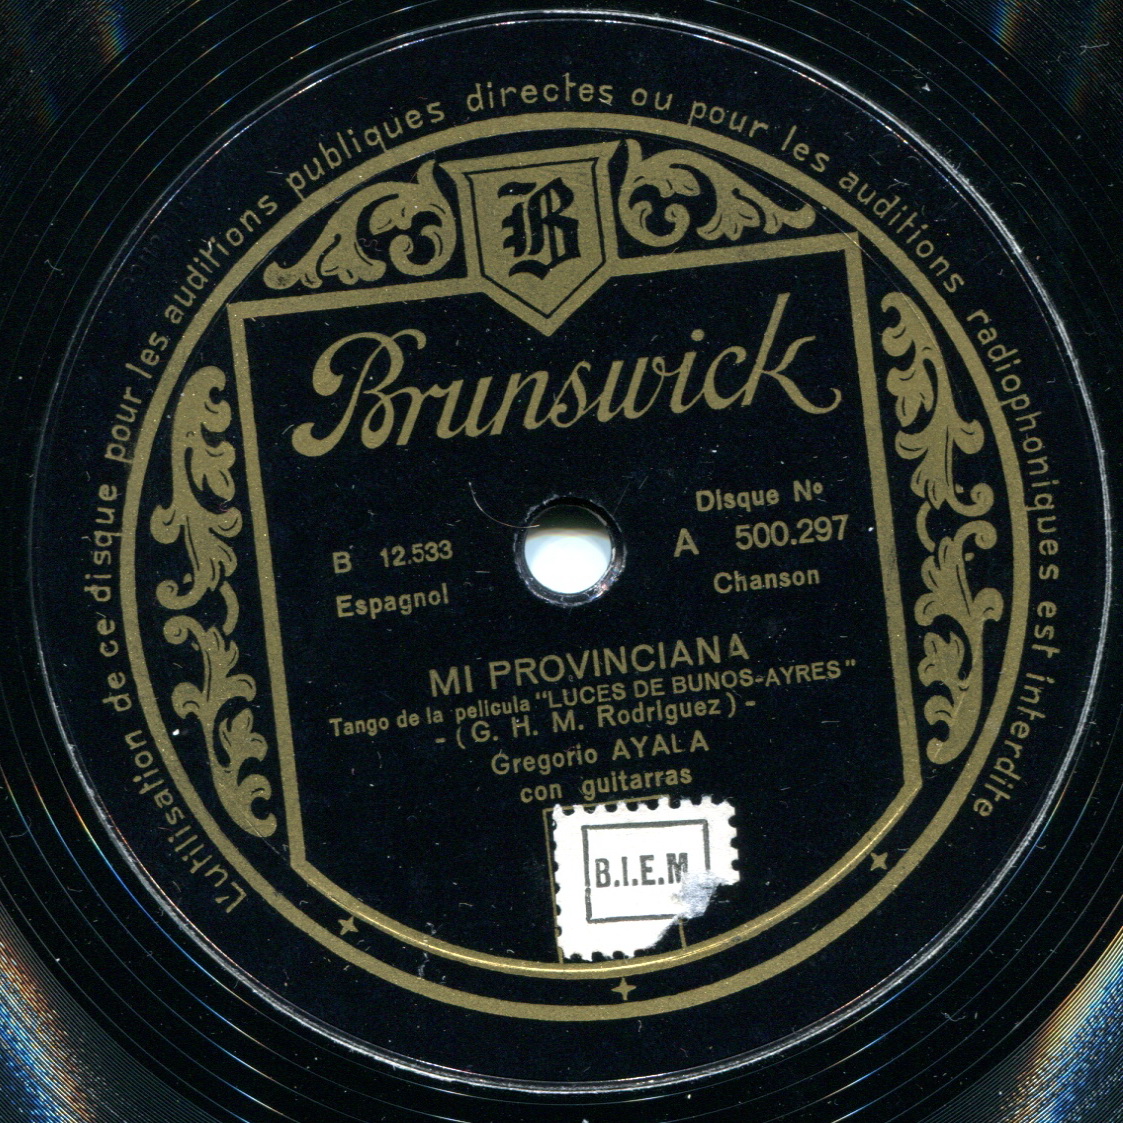 L'utilisation de ce disque pour les auditions publiques directes ou pour les auditions radiophoniques est interdite
B
Brunswick
Disque Nº
B 12.533
A 500.297
Espagnol
Chanson
MI PROVINCIANA
Tango de la pelicula "LUCES DE BUNOS-AYRES"
- (G. H. M. Rodriguez) -
Gregorio AYALA
con guitarras
B.I.E.M